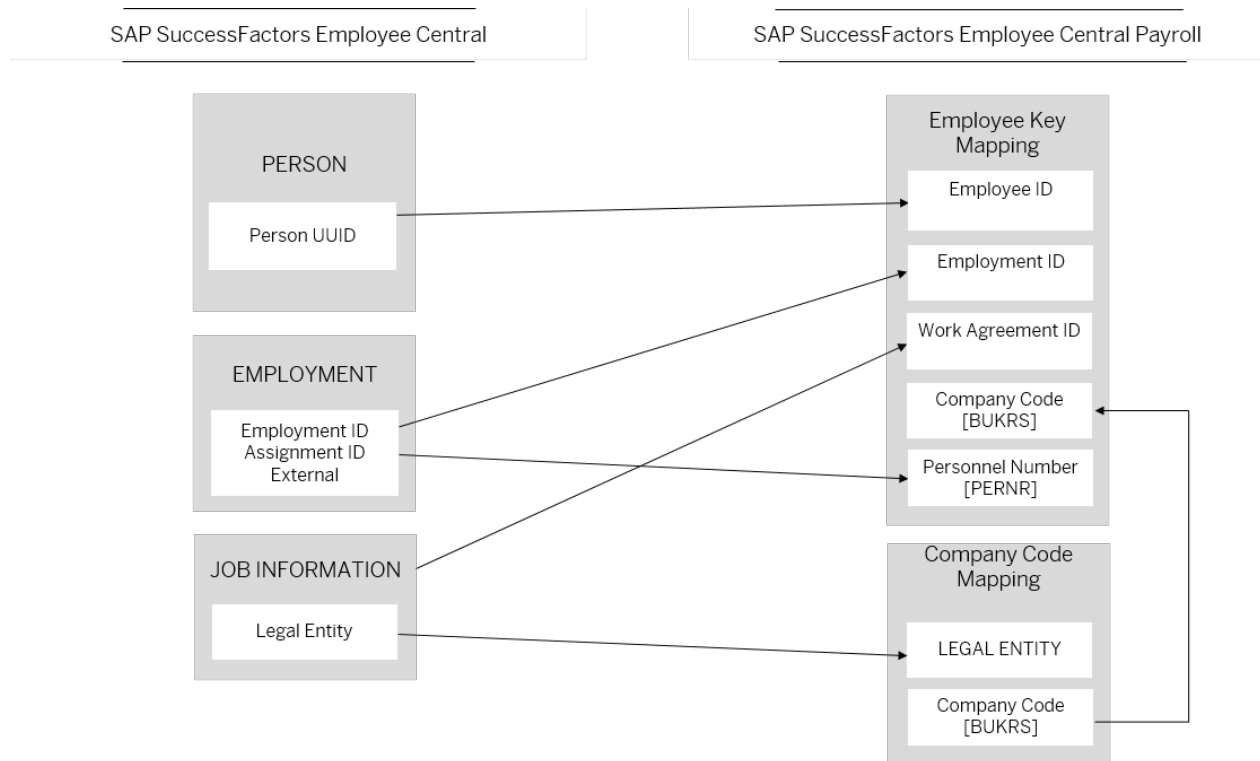 SAP SuccessFactors Employee Central
SAP SuccessFactors Employee Central Payroll
PERSON
Person UUID
EMPLOYMENT
Employment ID
Assignment ID
External
JOB INFORMATION
Legal Entity
Employee Key
Mapping
Employee ID
Employment ID
Work Agreement ID
Company Code
[BUKRS]
Personnel Number
[PERNR]
Company Code
Mapping
LEGAL ENTITY
Company Code
[BUKRS]